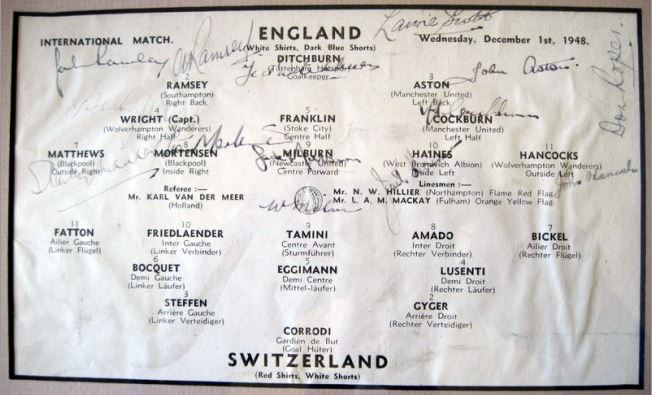 ENGLAND
Laurie Scott
INTERNATIONAL MATCH.
(White Shirts, Dark Blue Shorts)
Wednesday, December 1st, 1948.
A Ramsey
DITCHBURN
(Tottenham Hotspur)
Goalkeeper
John Aston.
Don Roper.
2 3
RAMSEY ASTON
(Southampton) (Manchester United)
Right Back Left Back
4 5 6
WRIGHT (Capt.) FRANKLIN COCKBURN
(Wolverhampton Wanderers) (Stoke City) (Manchester United)
Right Half Centre Half Left Half
7 8 9 10 11
MATTHEWS MORTENSEN MILBURN HAINES HANCOCKS
(Blackpool) (Blackpool) (Newcastle United) (West Bromwich Albion) (Wolverhampton Wanderers)
Outside Right Inside Right Centre Forward Inside Left Outside Left
Referee :— Linesmen :—
Mr. KARL VAN DER MEER Mr. N. W. HILLIER (Northampton) Flame Red Flag.
(Holland) Mr. L. A. M. MACKAY (Fulham) Orange Yellow Flag.
11 10 9 8 7
FATTON FRIEDLAENDER TAMINI AMADO BICKEL
Ailier Gauche Inter Gauche Centre Avant Inter Droit Ailier Droit
(Linker Flügel) (Linker Verbinder) (Sturmführer) (Rechter Verbinder) (Rechter Flügel)
6 5 4
BOCQUET EGGIMANN LUSENTI
Demi Gauche Demi Centre Demi Droit
(Linker Läufer) (Mittel-läufer) (Rechter Läufer)
3 2
STEFFEN GYGER
Arrière Gauche Arrière Droit
(Linker Verteidiger) (Rechter Verteidiger)
CORRODI
Gardien de But
(Goal Hüter)
SWITZERLAND
(Red Shirts, White Shorts)